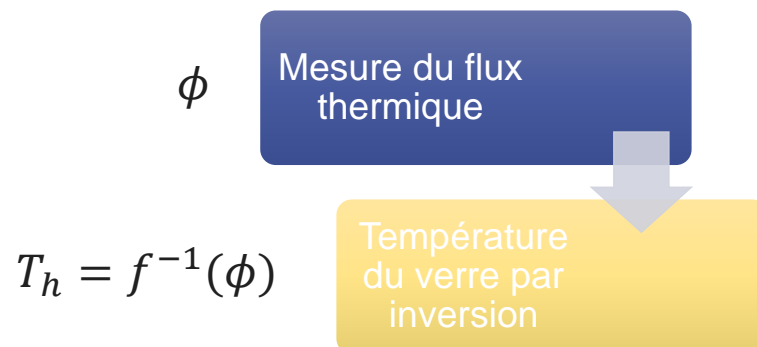 ϕ
Mesure du flux
thermique
T_h = f^{-1}(ϕ)
Température
du verre par
inversion